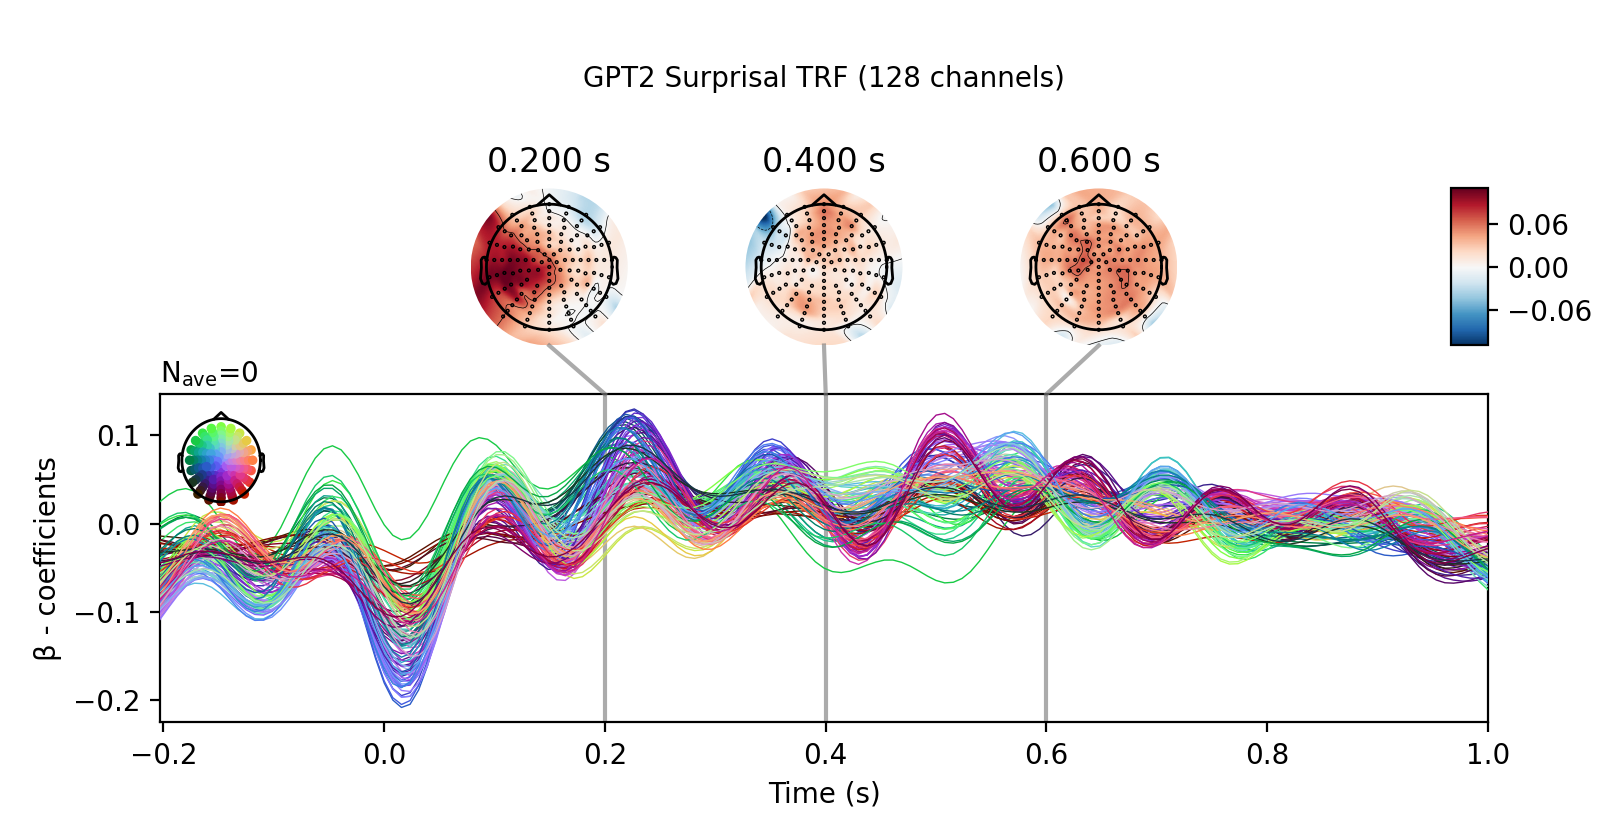 GPT2 Surprisal TRF (128 channels)
0.200 s
0.400 s
0.600 s
0.06
0.00
−0.06
Nave=0
0.1
0.0
−0.1
−0.2
β - coefficients
−0.2
0.0
0.2
0.4
0.6
0.8
1.0
Time (s)